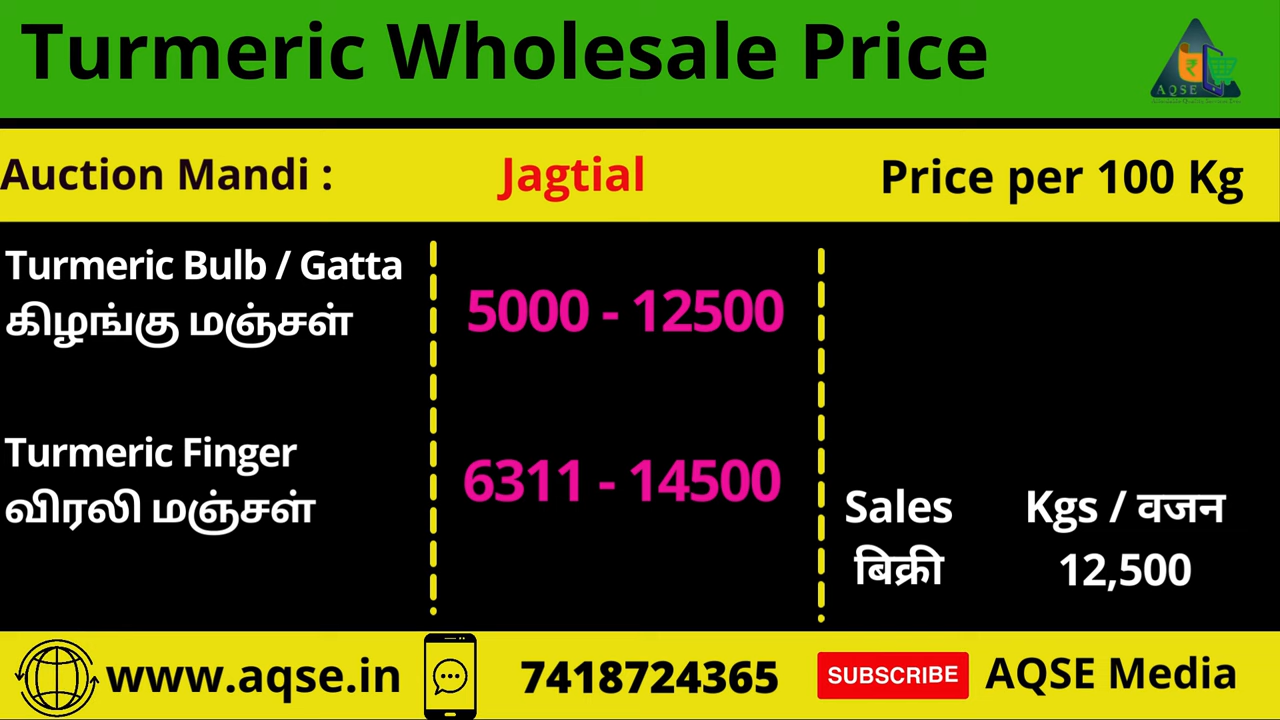 Turmeric Wholesale Price
AQSE
Auction Mandi : Jagtial Price per 100 Kg
Turmeric Bulb / Gatta
கிழங்கு மஞ்சள்
5000 - 12500
Turmeric Finger
விரலி மஞ்சள்
6311 - 14500
Sales Kgs / वजन
बिक्री 12,500
www.aqse.in 7418724365 SUBSCRIBE AQSE Media